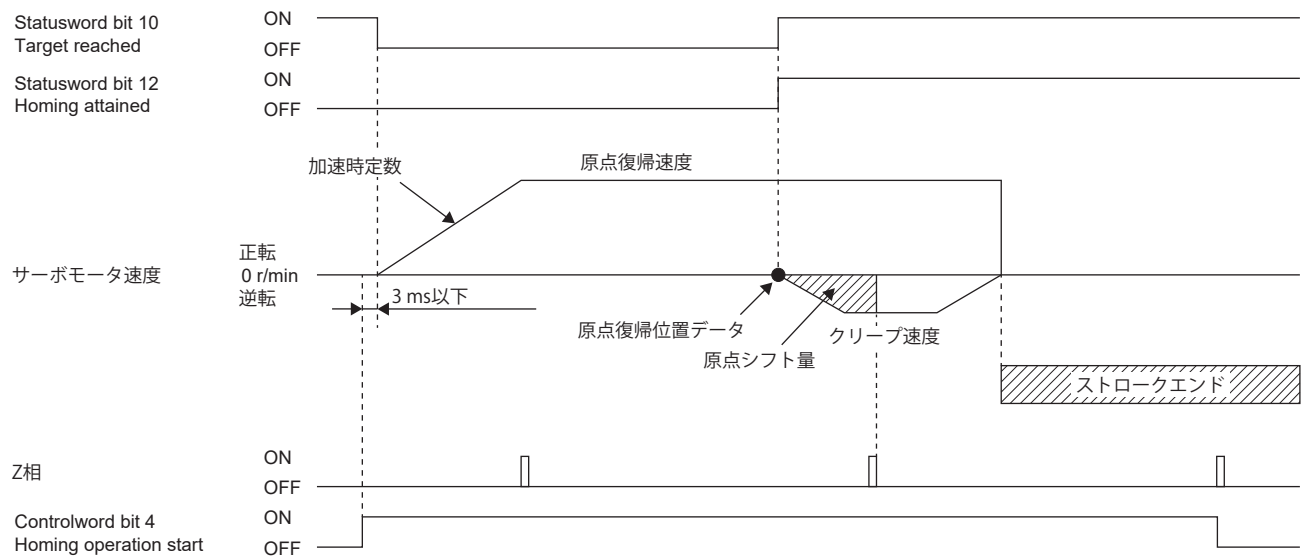 Statusword bit 10
Target reached
ON
OFF
Statusword bit 12
Homing attained
ON
OFF
加速時定数
原点復帰速度
サーボモータ速度
正転
0 r/min
逆転
3 ms以下
原点復帰位置データ
原点シフト量
クリープ速度
ストロークエンド
Z相
ON
OFF
Controlword bit 4
Homing operation start
ON
OFF